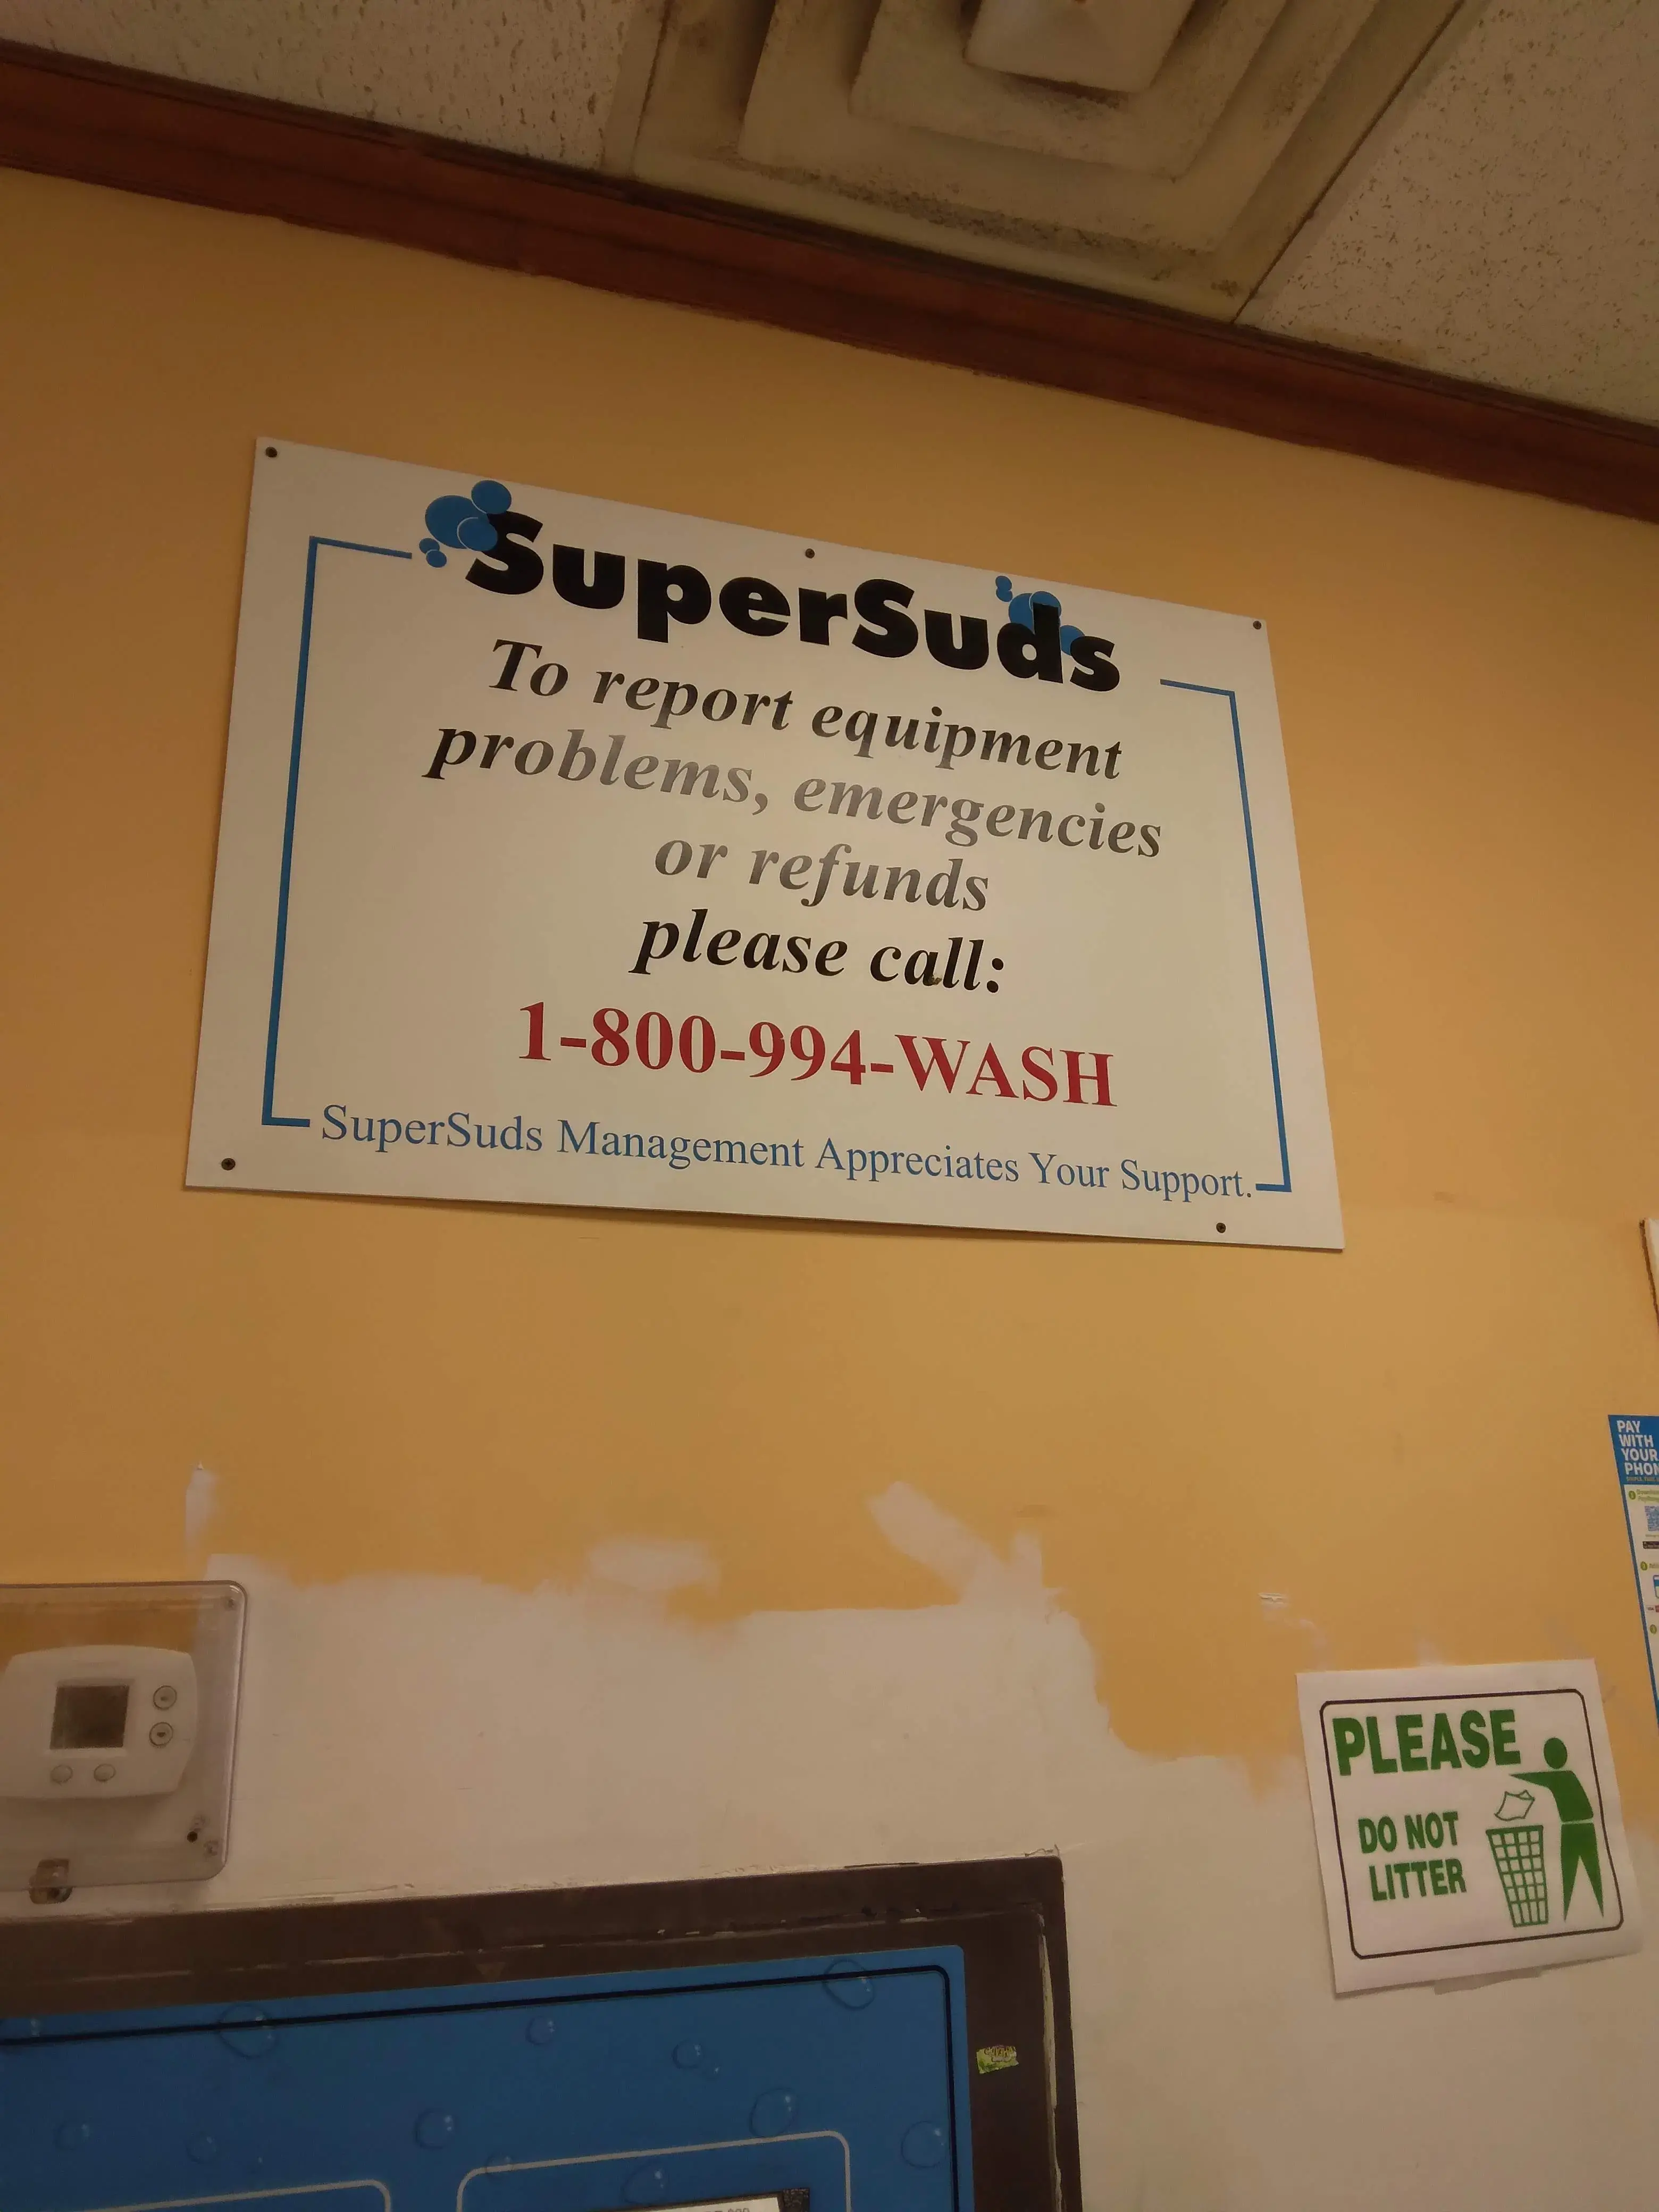 SuperSuds
To report equipment
problems, emergencies
or refunds
please call:
1-800-994-WASH
SuperSuds Management Appreciates Your Support.
PAY
WITH
YOUR
PLEASE
DO NOT
LITTER